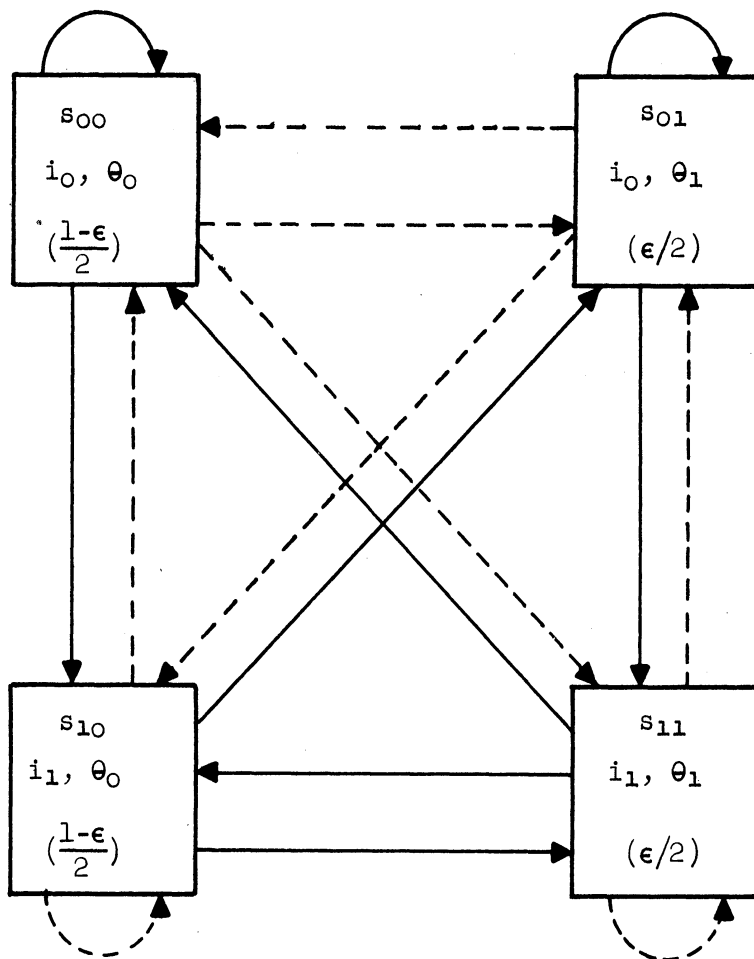 s₀₀
i₀, θ₀
(1-ϵ/2)
s₀₁
i₀, θ₁
(ϵ/2)
s₁₀
i₁, θ₀
(1-ϵ/2)
s₁₁
i₁, θ₁
(ϵ/2)